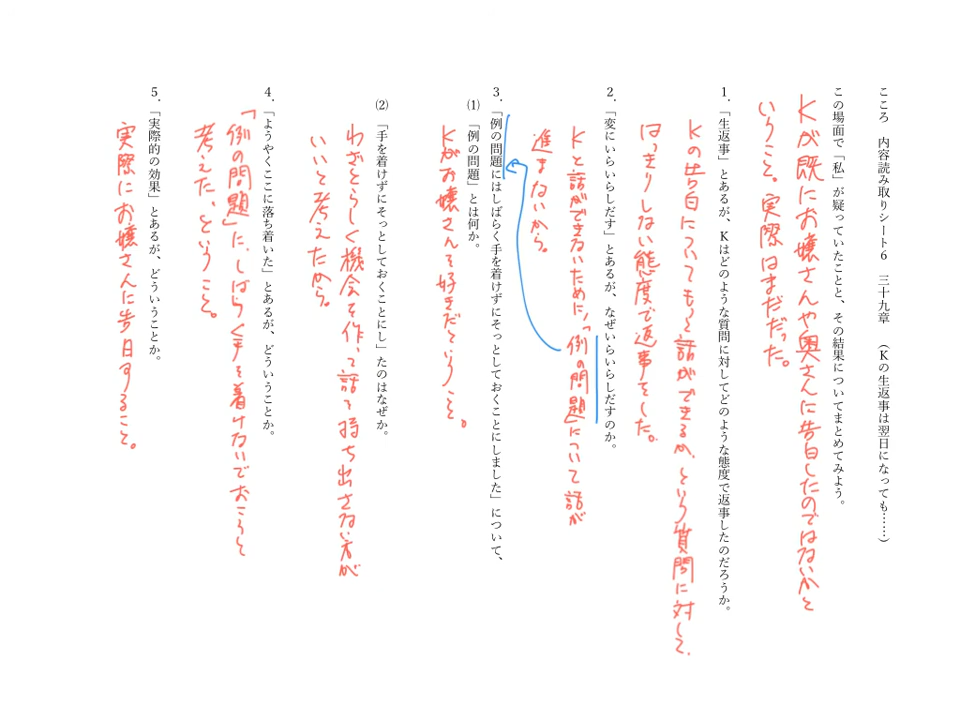 こころ 内容読み取りシート6 三十九章 (Kの生返事は翌日になっても……)
この場面で「私」が疑っていたことと、その結果についてまとめてみよう。
Kが既にお嬢さんや奥さんに告白したのではないかと
いうこと。実際はまだだった。
1.「生返事」とあるが、Kはどのような質問に対してどのような態度で返事したのだろうか。
Kの告白についてもっと話ができるか、という質問に対して、
はっきりしない態度で返事をした。
2.「変にいらいらしだす」とあるが、なぜいらいらしだすのか。
Kと話ができないために、「例の問題」について話が
進まないから。
3.「例の問題にはしばらく手を着けずにそっとしておくことにしました」について、
(1)「例の問題」とは何か。
Kがお嬢さんを好きだということ。
(2)「手を着けずにそっとしておくことにし」たのはなぜか。
わざとらしく機会を作って話を持ち出さない方が
いいと考えたから。
4.「ようやくここに落ち着いた」とあるが、どういうことか。
「例の問題」に、しばらく手を着けないでおこうと
考えた、ということ。
5.「実際的の効果」とあるが、どういうことか。
実際にお嬢さんに告白すること。